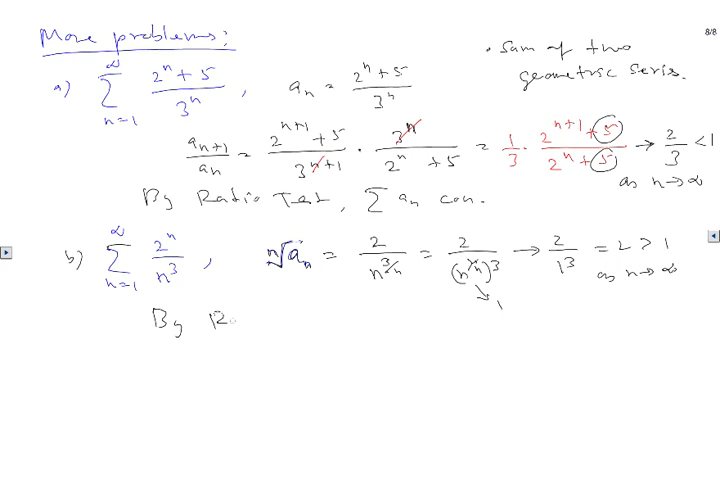 More problems:
8/8
a) ∑_{n=1}^{∞} (2^n + 5)/(3^n), a_n = (2^n + 5)/(3^n)
• Sum of two
geometric seris.
a_{n+1}/a_n = (2^{n+1} + 5)/(3^{n+1}) · 3^n/(2^n + 5) = 1/3 · (2^{n+1} + 5)/(2^n + 5) → 2/3 < 1
as n→∞
By Ratio Test, ∑ a_n con.
b) ∑_{n=1}^{∞} 2^n/n^3, ⁿ√a_n = 2/n^{3/n} = 2/(n^{1/n})^3 → 2/1^3 = 2 > 1
as n→∞
↘ 1
By R